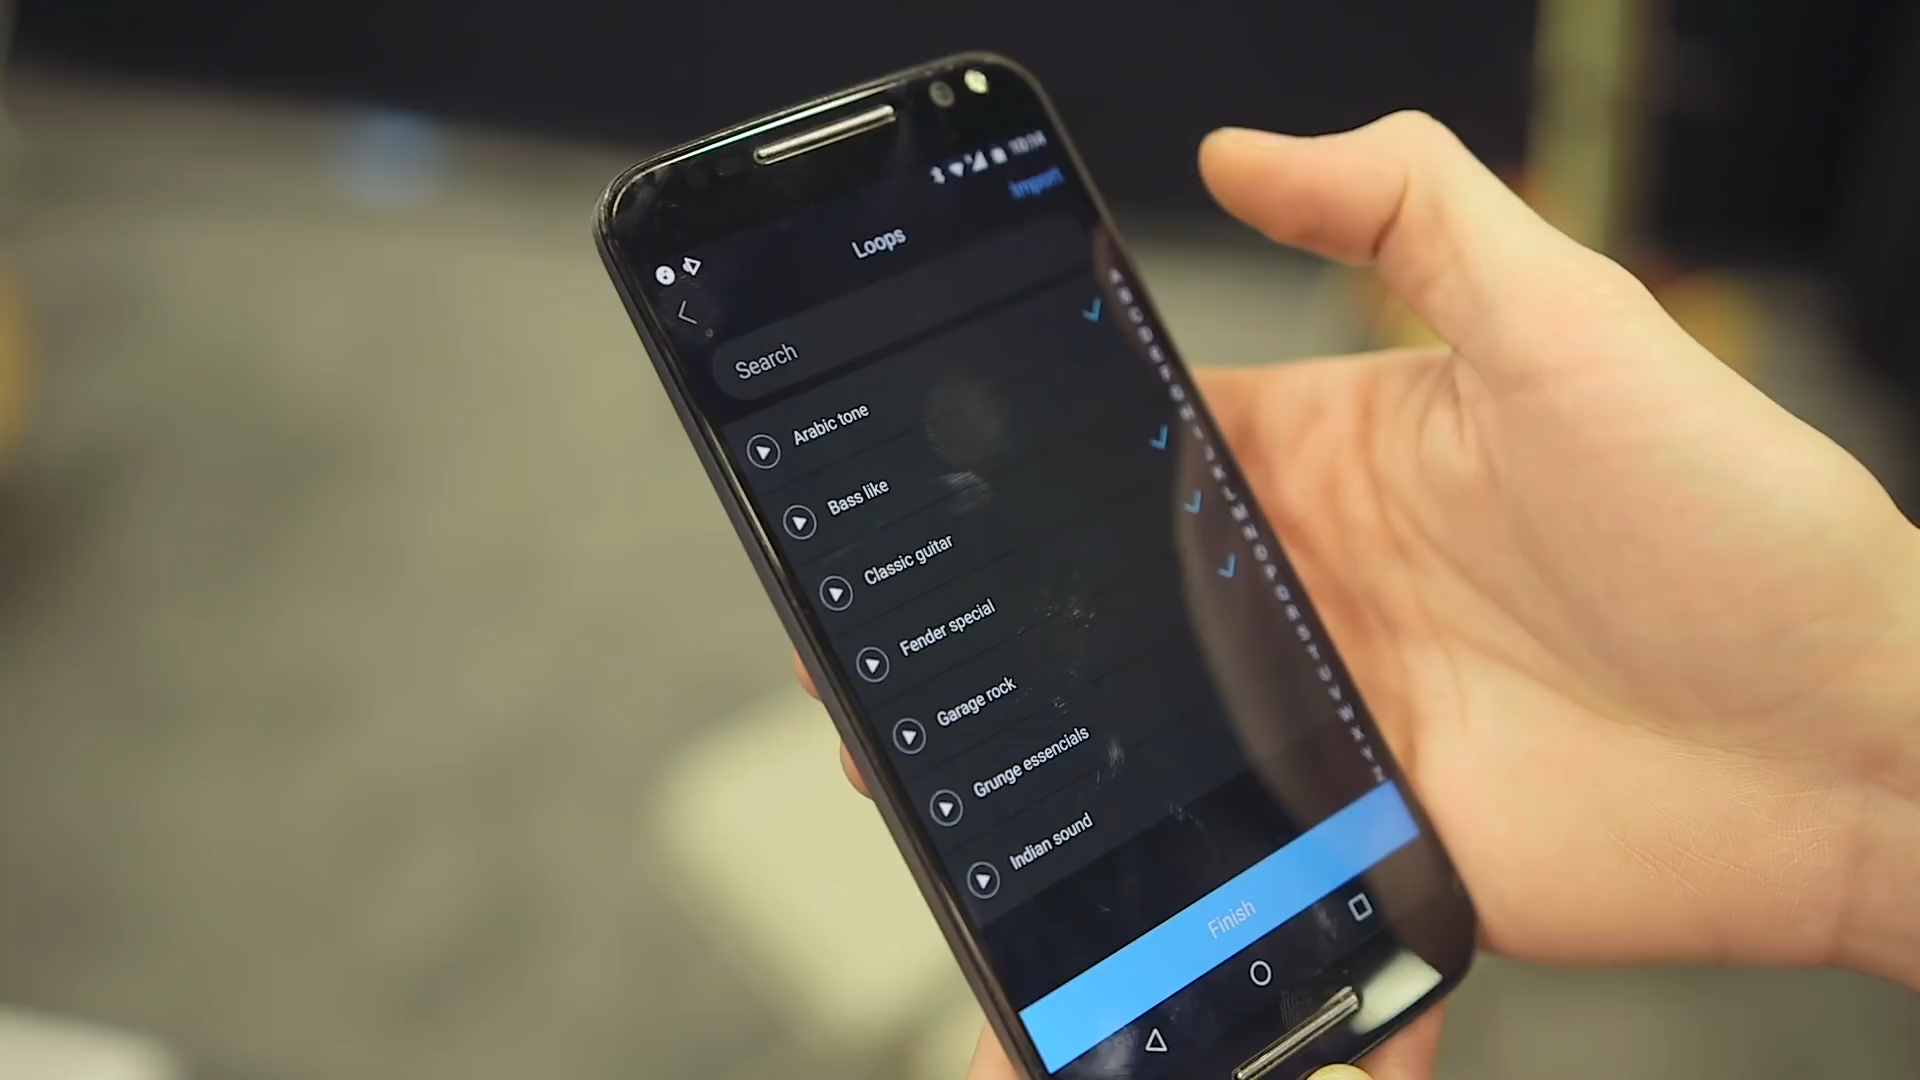 Import
Loops
Search
Arabic tone
Bass like
Classic guitar
Fender special
Garage rock
Grunge essencials
Indian sound
Finish